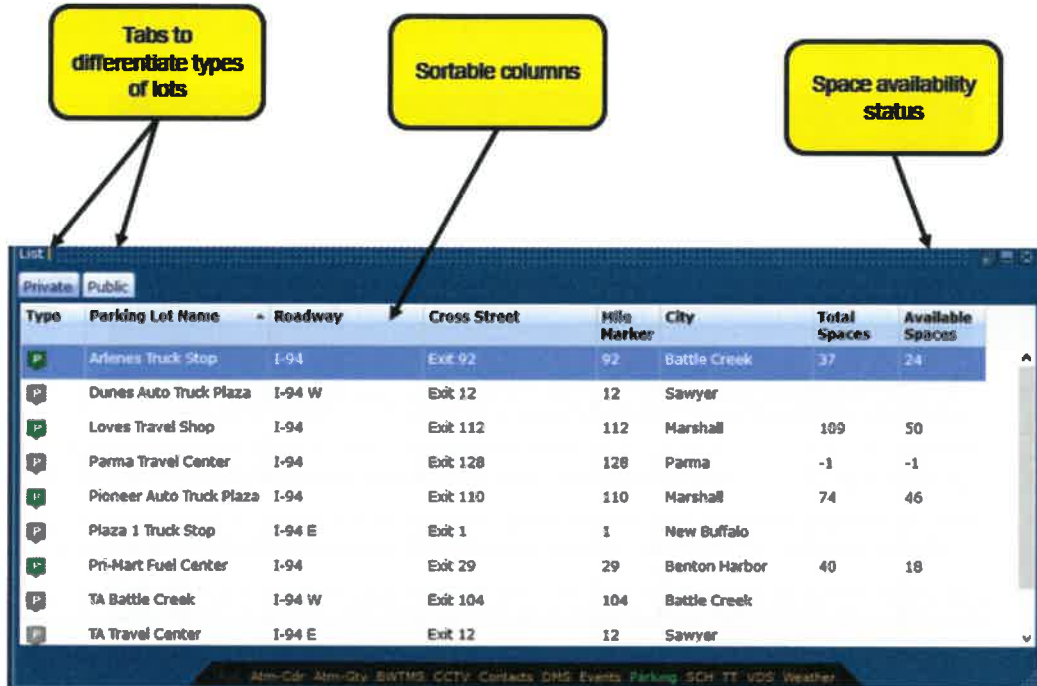 Tabs to
differentiate types
of lots
Sortable columns
Space availability
status
List
Private Public
Type Parking Lot Name Roadway Cross Street Mile Marker City Total Spaces Available Spaces
P Arlenes Truck Stop I-94 Exit 92 92 Battle Creek 37 24
P Dunes Auto Truck Plaza I-94 W Exit 12 12 Sawyer
P Loves Travel Shop I-94 Exit 112 112 Marshall 109 50
P Parma Travel Center I-94 Exit 128 128 Parma -1 -1
P Pioneer Auto Truck Plaza I-94 Exit 110 110 Marshall 74 46
P Plaza 1 Truck Stop I-94 E Exit 1 1 New Buffalo
P Pri-Mart Fuel Center I-94 Exit 29 29 Benton Harbor 40 18
P TA Battle Creek I-94 W Exit 104 104 Battle Creek
P TA Travel Center I-94 E Exit 12 12 Sawyer
Atm-Cdr Atm-Qty BWTMS CCTV Contacts DMS Events Parking SCH TT VDS Weather